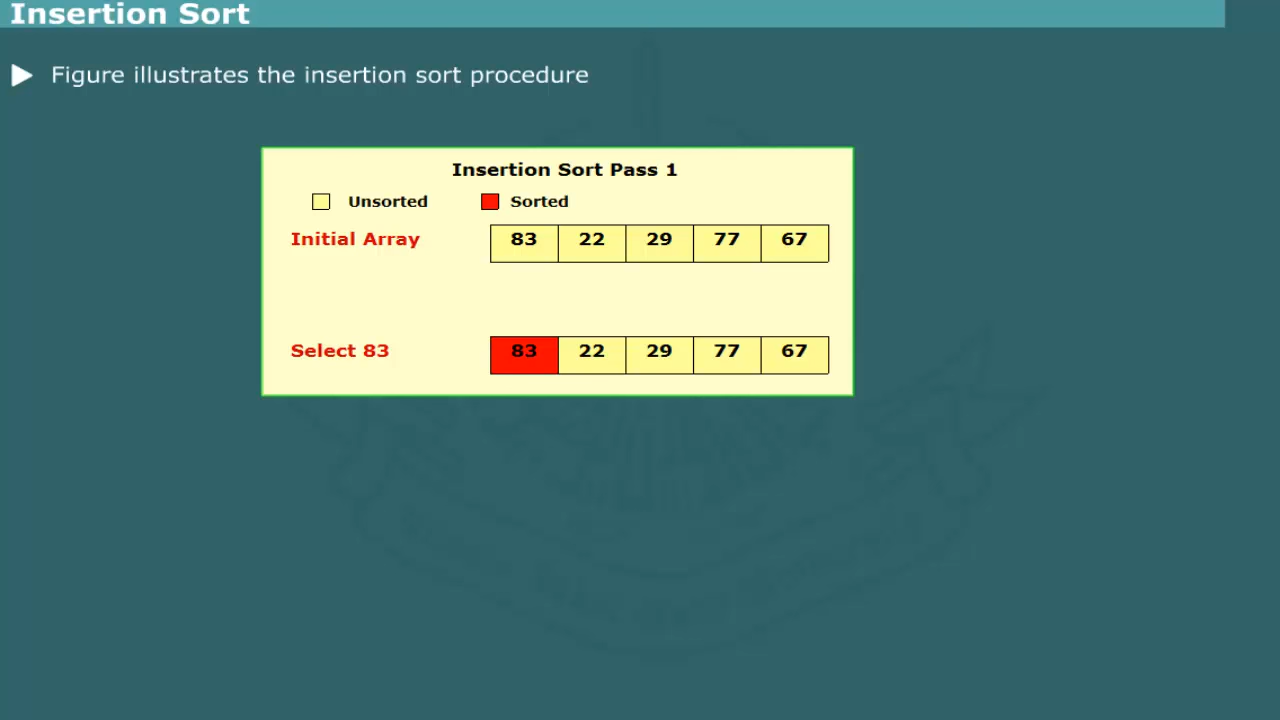 Insertion Sort
Figure illustrates the insertion sort procedure
Insertion Sort Pass 1
Unsorted Sorted
Initial Array 83 22 29 77 67
Select 83 83 22 29 77 67